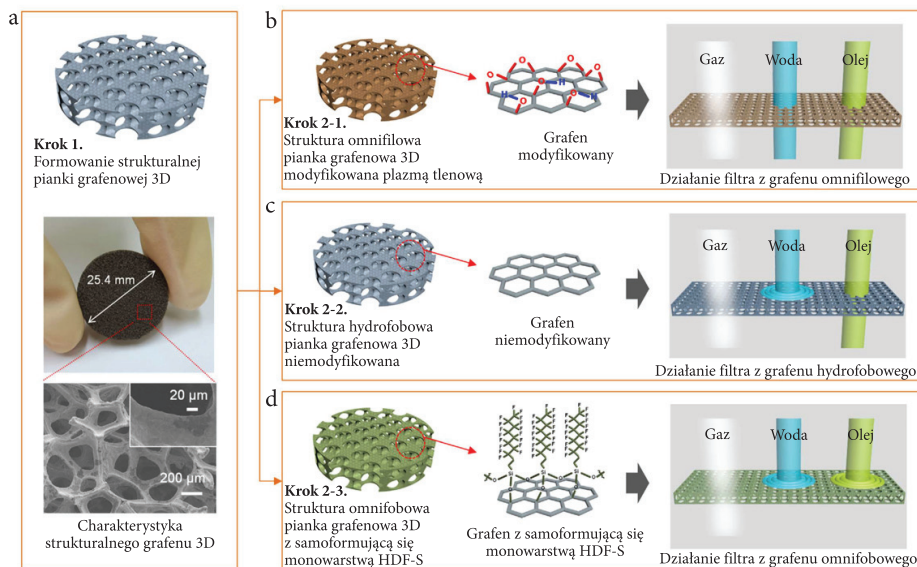 a
Krok 1.
Formowanie strukturalnej
pianki grafenowej 3D
25.4 mm
20 μm
200 μm
Charakterystyka
strukturalnego grafenu 3D
b
Krok 2-1.
Struktura omnifilowa
pianka grafenowa 3D
modyfikowana plazmą tlenową
O O O O O O O
H H H
Grafen
modyfikowany
Gaz Woda Olej
Działanie filtra z grafenu omnifilowego
c
Krok 2-2.
Struktura hydrofobowa
pianka grafenowa 3D
niemodyfikowana
Grafen
niemodyfikowany
Gaz Woda Olej
Działanie filtra z grafenu hydrofobowego
d
Krok 2-3.
Struktura omnifobowa
pianka grafenowa 3D
z samoformującą się
monowarstwą HDF-S
Grafen z samoformującą się
monowarstwą HDF-S
Gaz Woda Olej
Działanie filtra z grafenu omnifobowego